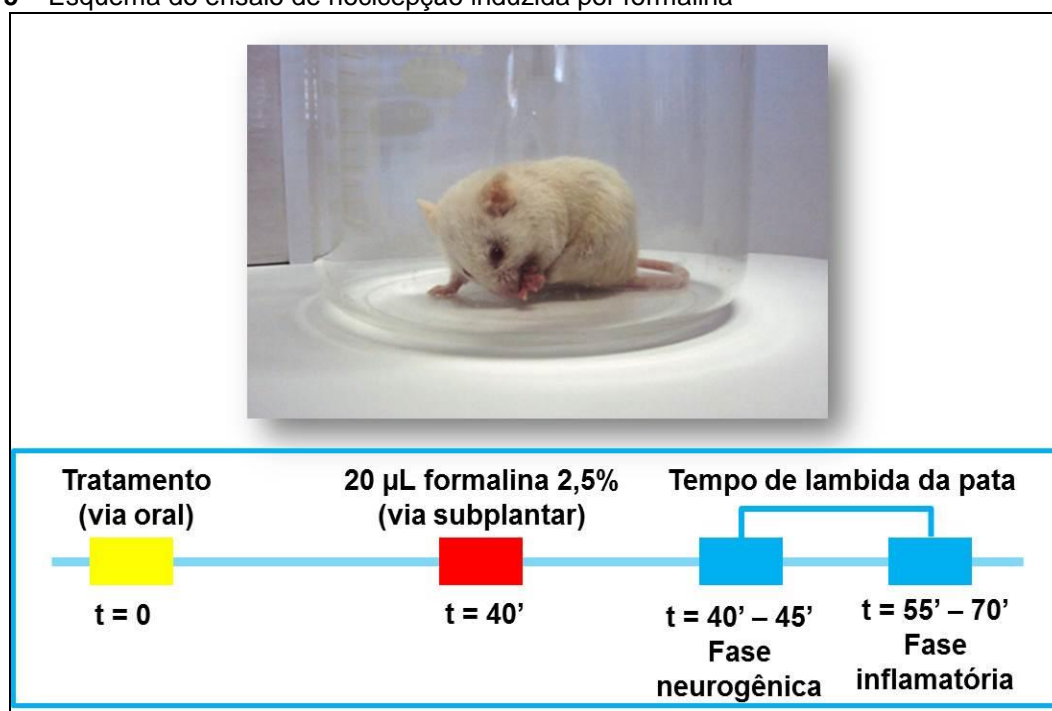 Esquema do ensaio de nocicepção induzida por formalina
Tratamento
(via oral)
20 µL formalina 2,5%
(via subplantar)
Tempo de lambida da pata
t = 0
t = 40’
t = 40’ – 45’
Fase
neurogênica
t = 55’ – 70’
Fase
inflamatória